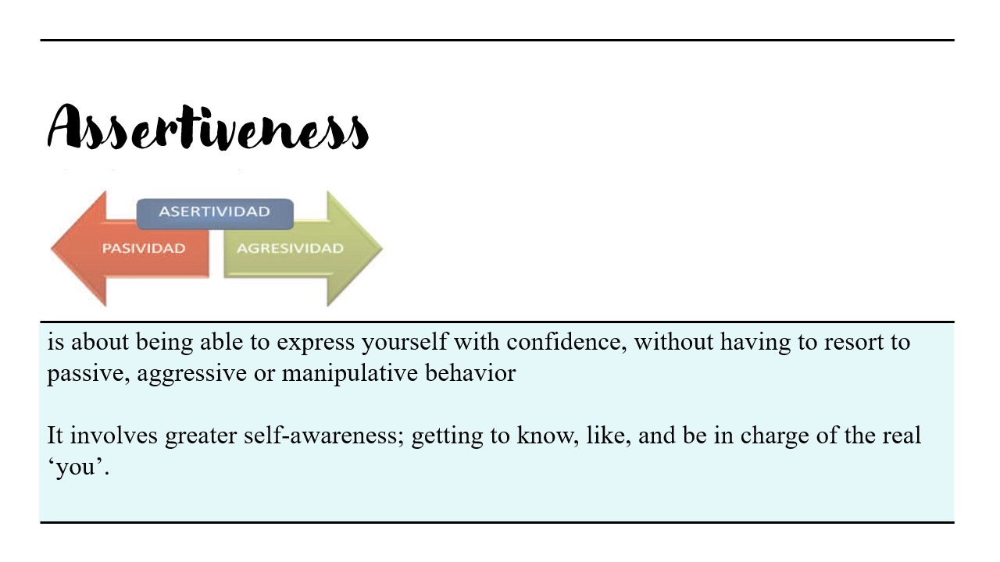 Assertiveness
ASERTIVIDAD
PASIVIDAD
AGRESIVIDAD
is about being able to express yourself with confidence, without having to resort to
passive, aggressive or manipulative behavior
It involves greater self-awareness; getting to know, like, and be in charge of the real
‘you’.